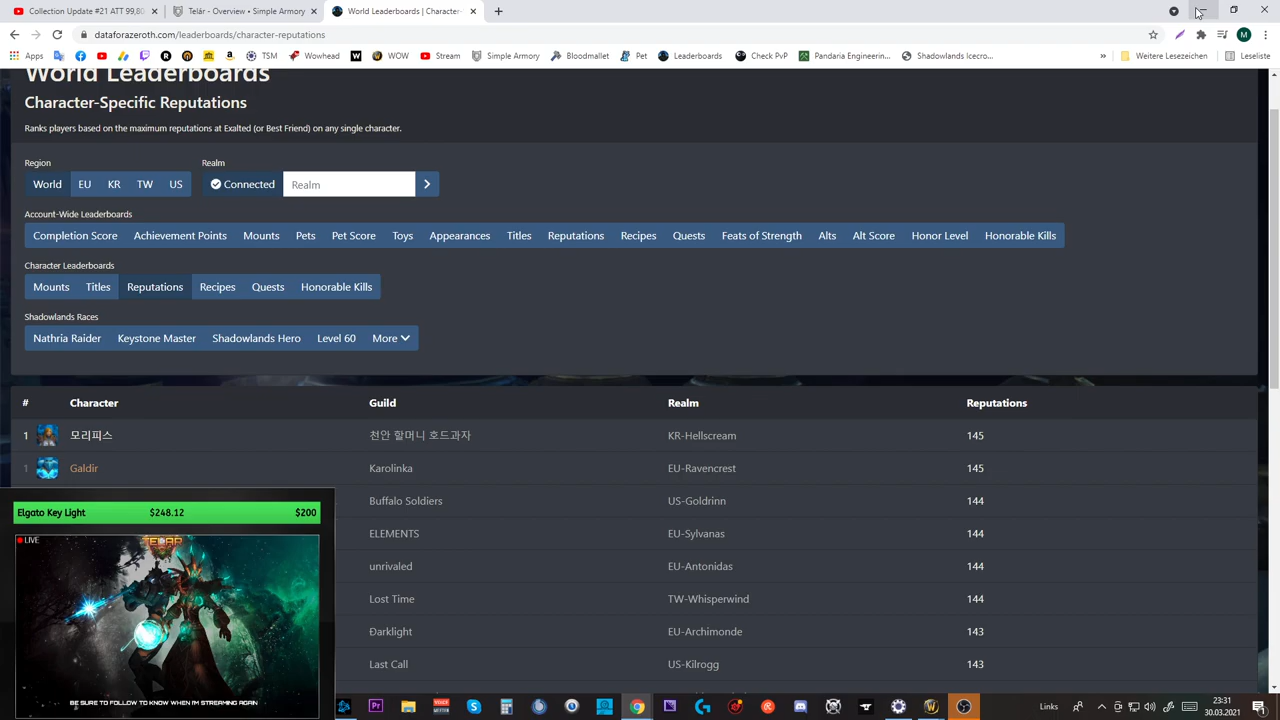 Collection Update #21 ATT 99,80
Telár - Overview • Simple Armory
World Leaderboards | Character-
dataforazeroth.com/leaderboards/character-reputations
Apps TSM Wowhead WOW Stream Simple Armory Bloodmallet Pet Leaderboards Check PvP Pandaria Engineerin... Shadowlands Icecro... » Weitere Lesezeichen Leseliste
World Leaderboards
Character-Specific Reputations
Ranks players based on the maximum reputations at Exalted (or Best Friend) on any single character.
Region Realm
World EU KR TW US Connected Realm
Account-Wide Leaderboards
Completion Score Achievement Points Mounts Pets Pet Score Toys Appearances Titles Reputations Recipes Quests Feats of Strength Alts Alt Score Honor Level Honorable Kills
Character Leaderboards
Mounts Titles Reputations Recipes Quests Honorable Kills
Shadowlands Races
Nathria Raider Keystone Master Shadowlands Hero Level 60 More
# Character Guild Realm Reputations
1 모리피스 천안 할머니 호드과자 KR-Hellscream 145
1 Galdir Karolinka EU-Ravencrest 145
Buffalo Soldiers US-Goldrinn 144
ELEMENTS EU-Sylvanas 144
unrivaled EU-Antonidas 144
Lost Time TW-Whisperwind 144
Ðarklight EU-Archimonde 143
Last Call US-Kilrogg 143
Elgato Key Light $248.12 $200
LIVE
TELAR
BE SURE TO FOLLOW TO KNOW WHEN I'M STREAMING AGAIN
Links
23:31
30.03.2021